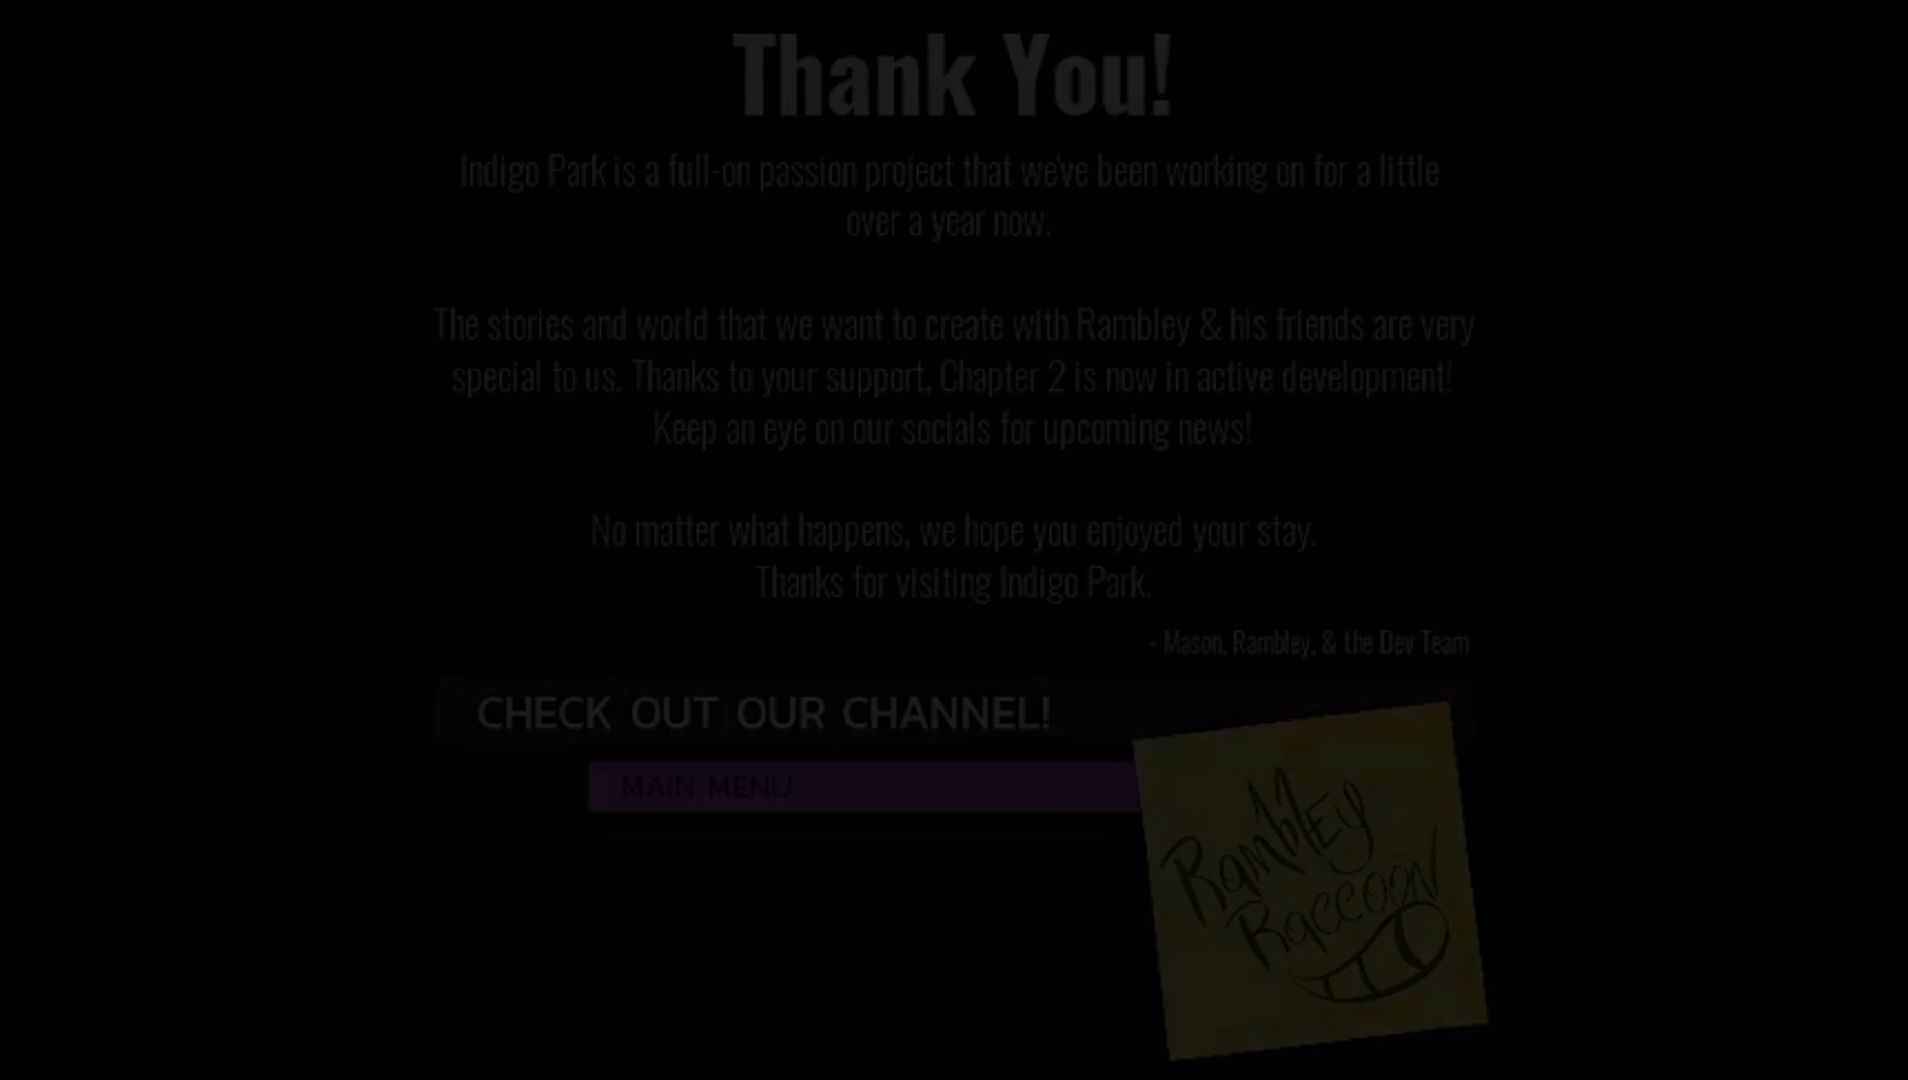 Thank You!
Indigo Park is a full-on passion project that we've been working on for a little
over a year now.
The stories and world that we want to create with Rambley & his friends are very
special to us. Thanks to your support, Chapter 2 is now in active development!
Keep an eye on our socials for upcoming news!
No matter what happens, we hope you enjoyed your stay.
Thanks for visiting Indigo Park.
- Mason, Rambley, & the Dev Team
CHECK OUT OUR CHANNEL!
MAIN MENU
Rambley
Raccoon